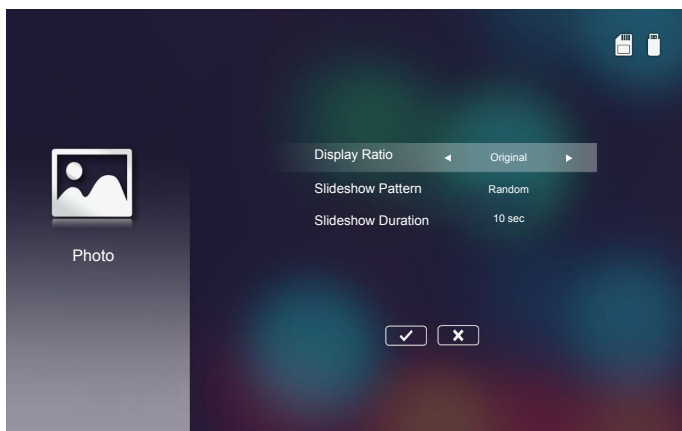 Photo
Display Ratio Original
Slideshow Pattern Random
Slideshow Duration 10 sec